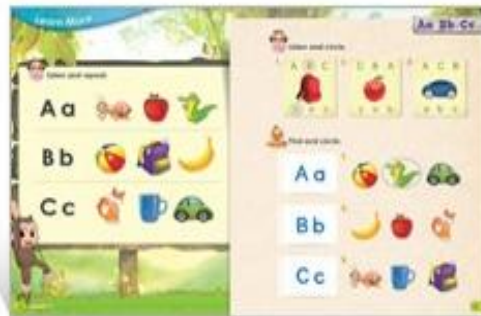 Learn More
Listen and repeat.
Aa
Bb
Cc
Aa Bb Cc
Listen and circle.
A B C
C B A
A C B
a b c
Find and circle.
Aa
Bb
Cc